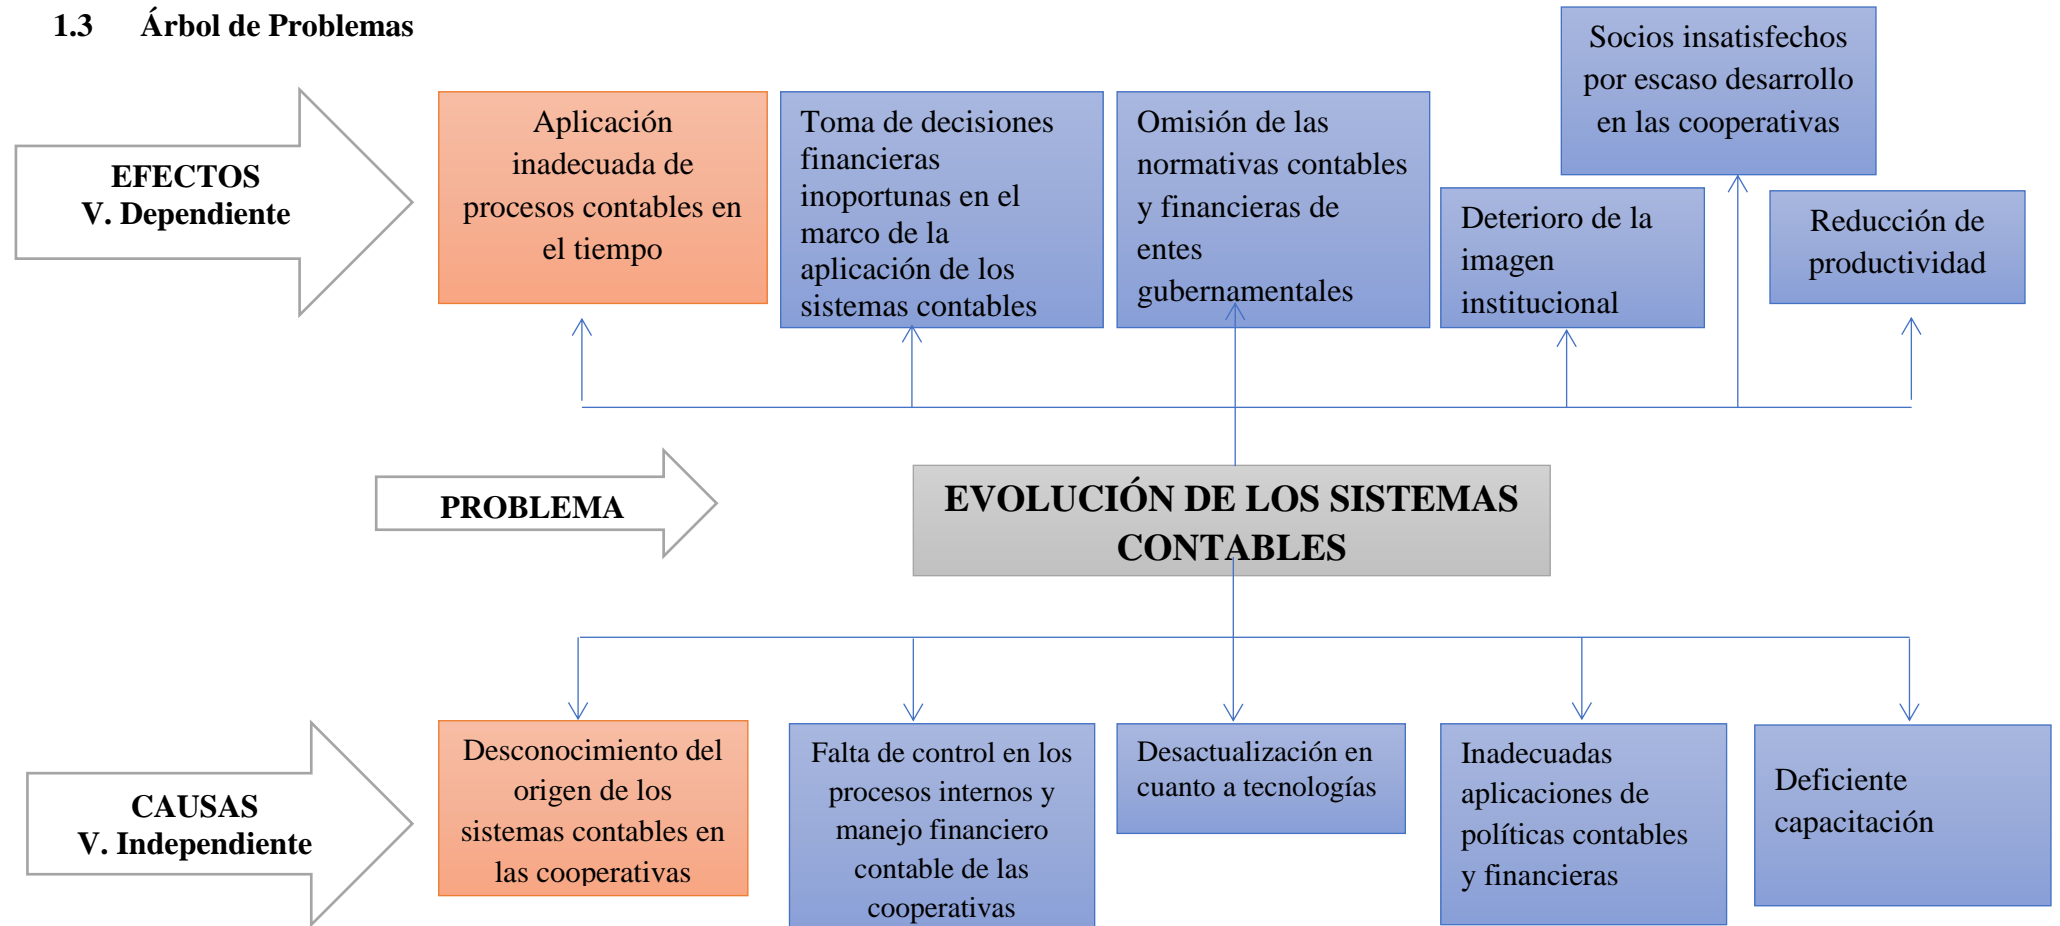 1.3 Árbol de Problemas
EFECTOS
V. Dependiente
Aplicación
inadecuada de
procesos contables en
el tiempo
Toma de decisiones
financieras
inoportunas en el
marco de la
aplicación de los
sistemas contables
Omisión de las
normativas contables
y financieras de
entes
gubernamentales
Deterioro de la
imagen
institucional
Socios insatisfechos
por escaso desarrollo
en las cooperativas
Reducción de
productividad
PROBLEMA
EVOLUCIÓN DE LOS SISTEMAS
CONTABLES
CAUSAS
V. Independiente
Desconocimiento del
origen de los
sistemas contables en
las cooperativas
Falta de control en los
procesos internos y
manejo financiero
contable de las
cooperativas
Desactualización en
cuanto a tecnologías
Inadecuadas
aplicaciones de
políticas contables
y financieras
Deficiente
capacitación